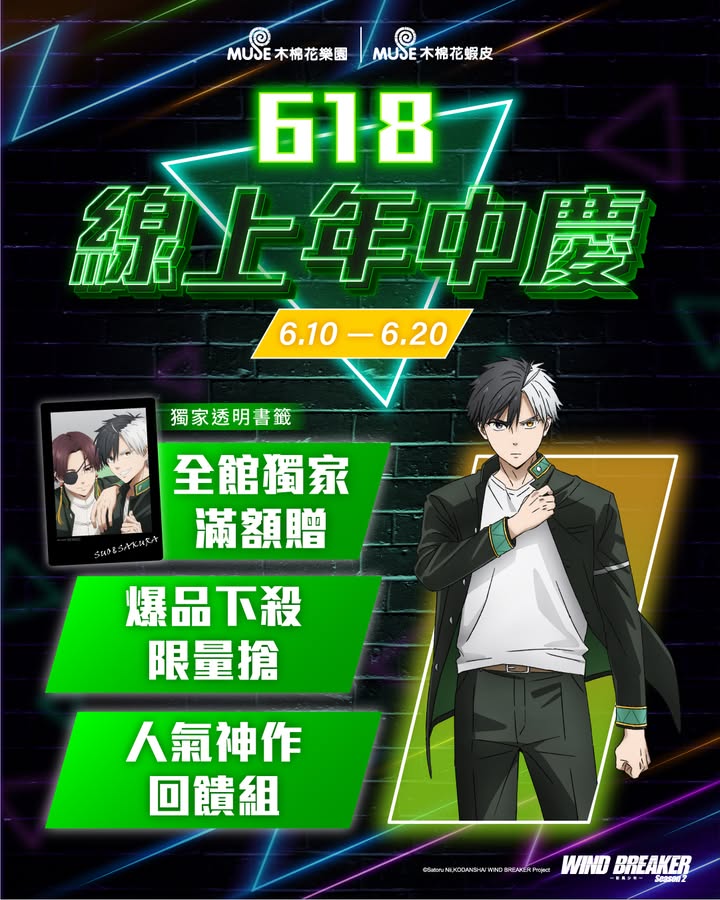 MUSE 木棉花樂園 | MUSE 木棉花蝦皮
618
線上年中慶
6.10 — 6.20
獨家透明書籤
SUO&SAKURA
全館獨家
滿額贈
爆品下殺
限量搶
人氣神作
回饋組
©Satoru Nii,KODANSHA/ WIND BREAKER Project
WIND BREAKER
Season 2